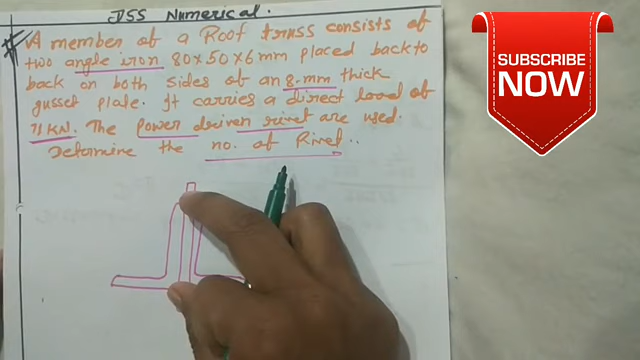 DSS Numerical.
A member of a Roof truss consists of
two angle iron 80×50×6mm placed back to
back on both sides of an 8-mm thick
gusset plate. It carries a direct load of
71 KN. The power driven rivet are used.
Determine the no. of Rivet..
SUBSCRIBE
NOW